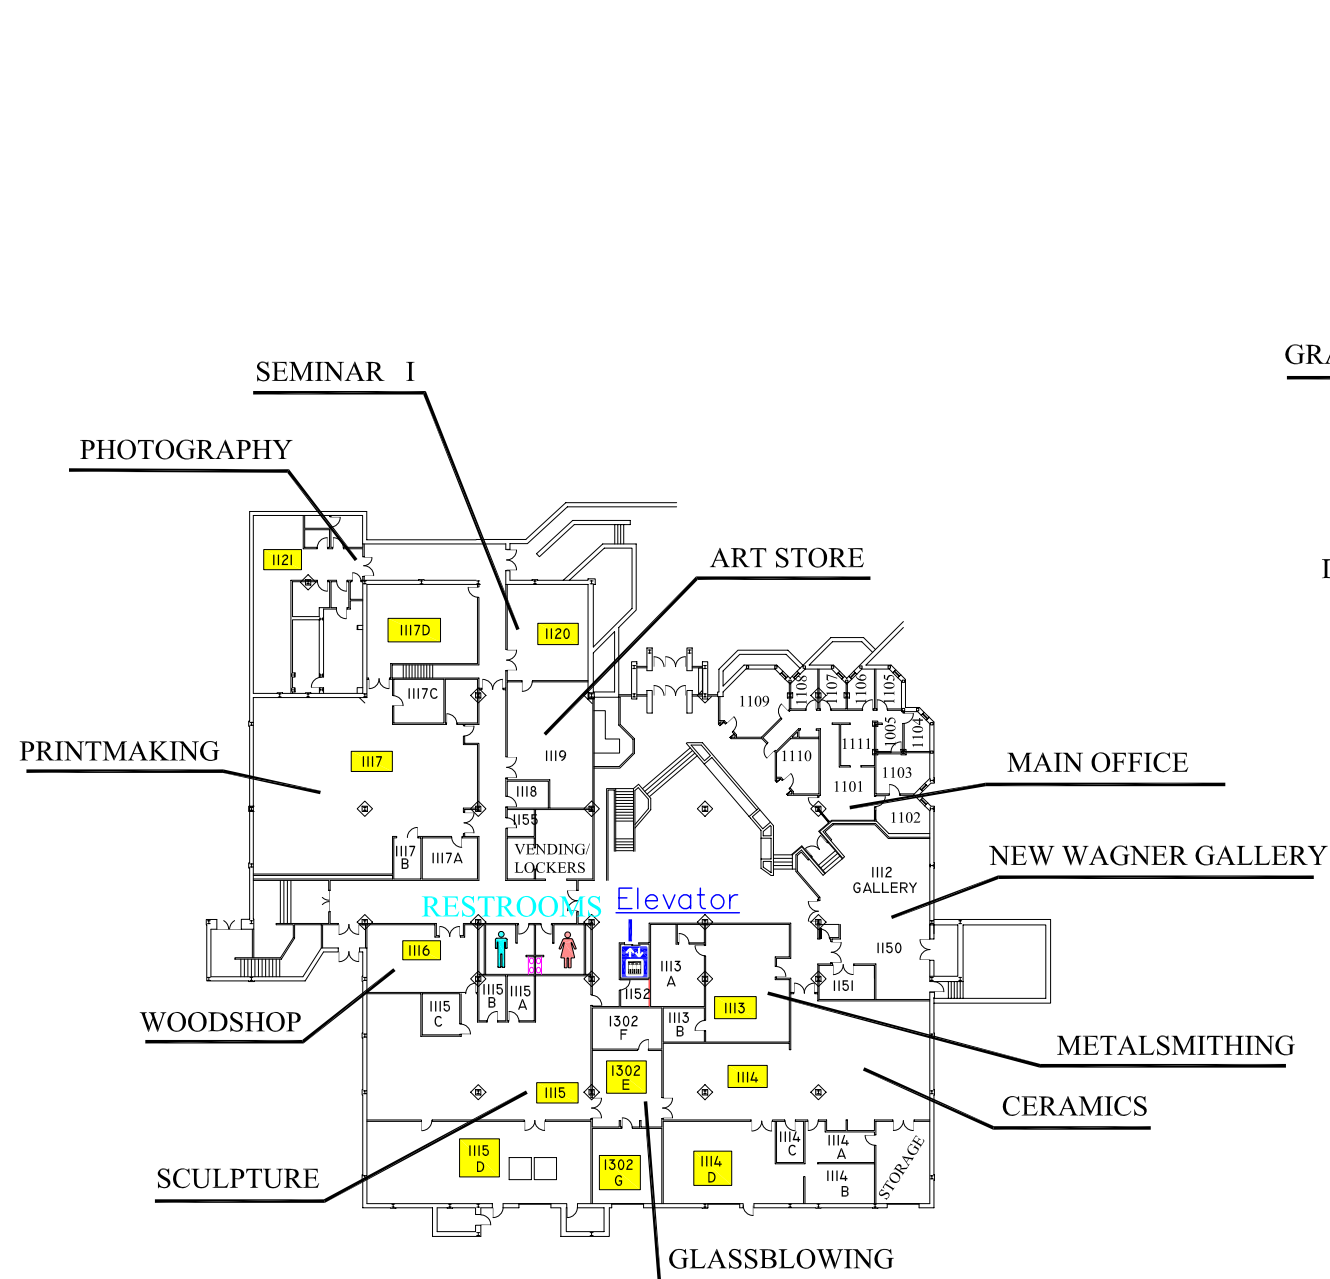 GRA
SEMINAR I
PHOTOGRAPHY
ART STORE
1121
1117D
1120
1117C
1109
1108
1107
1106
1105
1005
1104
1111
1110
1103
1101
1102
PRINTMAKING
1117
1119
1118
1155
MAIN OFFICE
VENDING/
LOCKERS
1117
B
1117A
NEW WAGNER GALLERY
1112
GALLERY
RESTROOMS
Elevator
1116
1113
A
1150
1151
1152
1115
B
1115
A
1115
C
WOODSHOP
1302
F
1113
B
1113
METALSMITHING
1302
E
1114
1115
CERAMICS
1115
D
1302
G
1114
D
1114
C
1114
A
1114
B
STORAGE
SCULPTURE
GLASSBLOWING